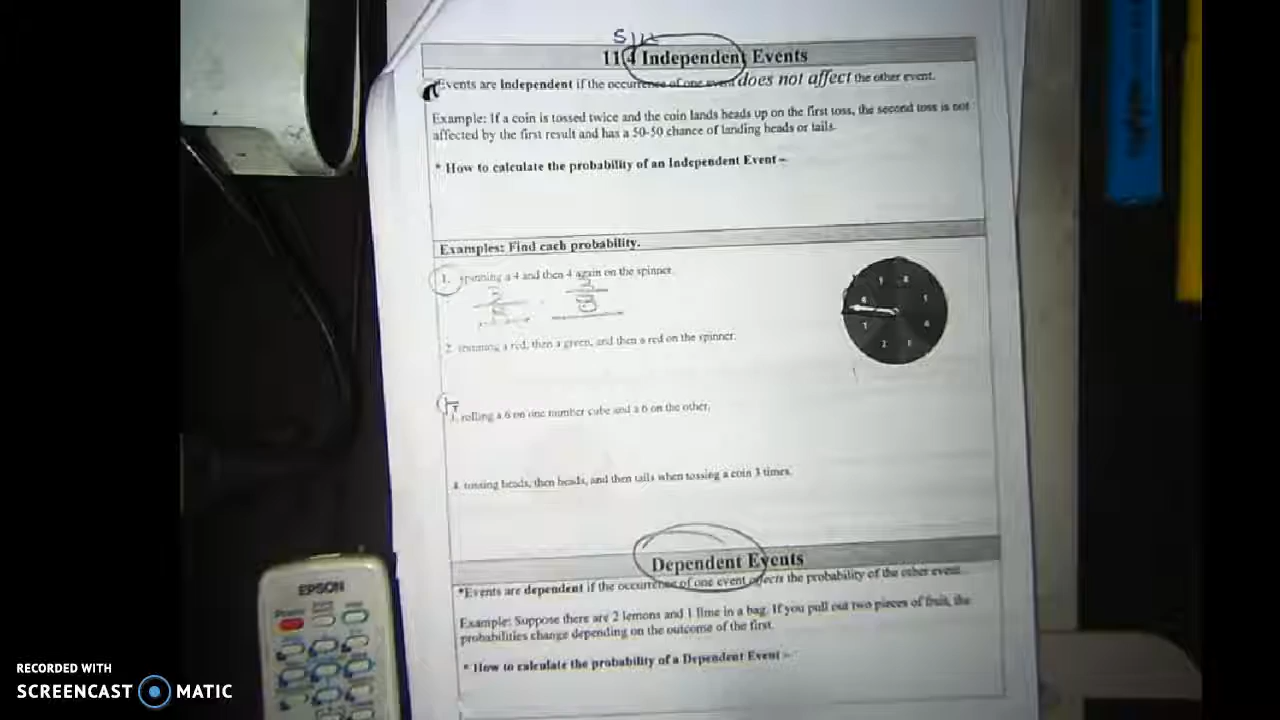 11.4 Independent Events
Events are Independent if the occurrence of one event does not affect the other event.
Example: If a coin is tossed twice and the coin lands heads up on the first toss, the second toss is not
affected by the first result and has a 50-50 chance of landing heads or tails.
* How to calculate the probability of an Independent Event –
Examples: Find each probability.
1. spinning a 4 and then 4 again on the spinner.
2. a red, then a green, and then a red on the spinner.
3. rolling a 6 on one number cube and a 6 on the other.
4. tossing heads, then heads, and then tails when tossing a coin 3 times.
Dependent Events
*Events are dependent if the occurrence of one event affects the probability of the other event.
Example: Suppose there are 2 lemons and 1 lime in a bag. If you pull out two pieces of fruit, the
probabilities change depending on the outcome of the first.
* How to calculate the probability of a Dependent Event –
EPSON
RECORDED WITH
SCREENCAST MATIC